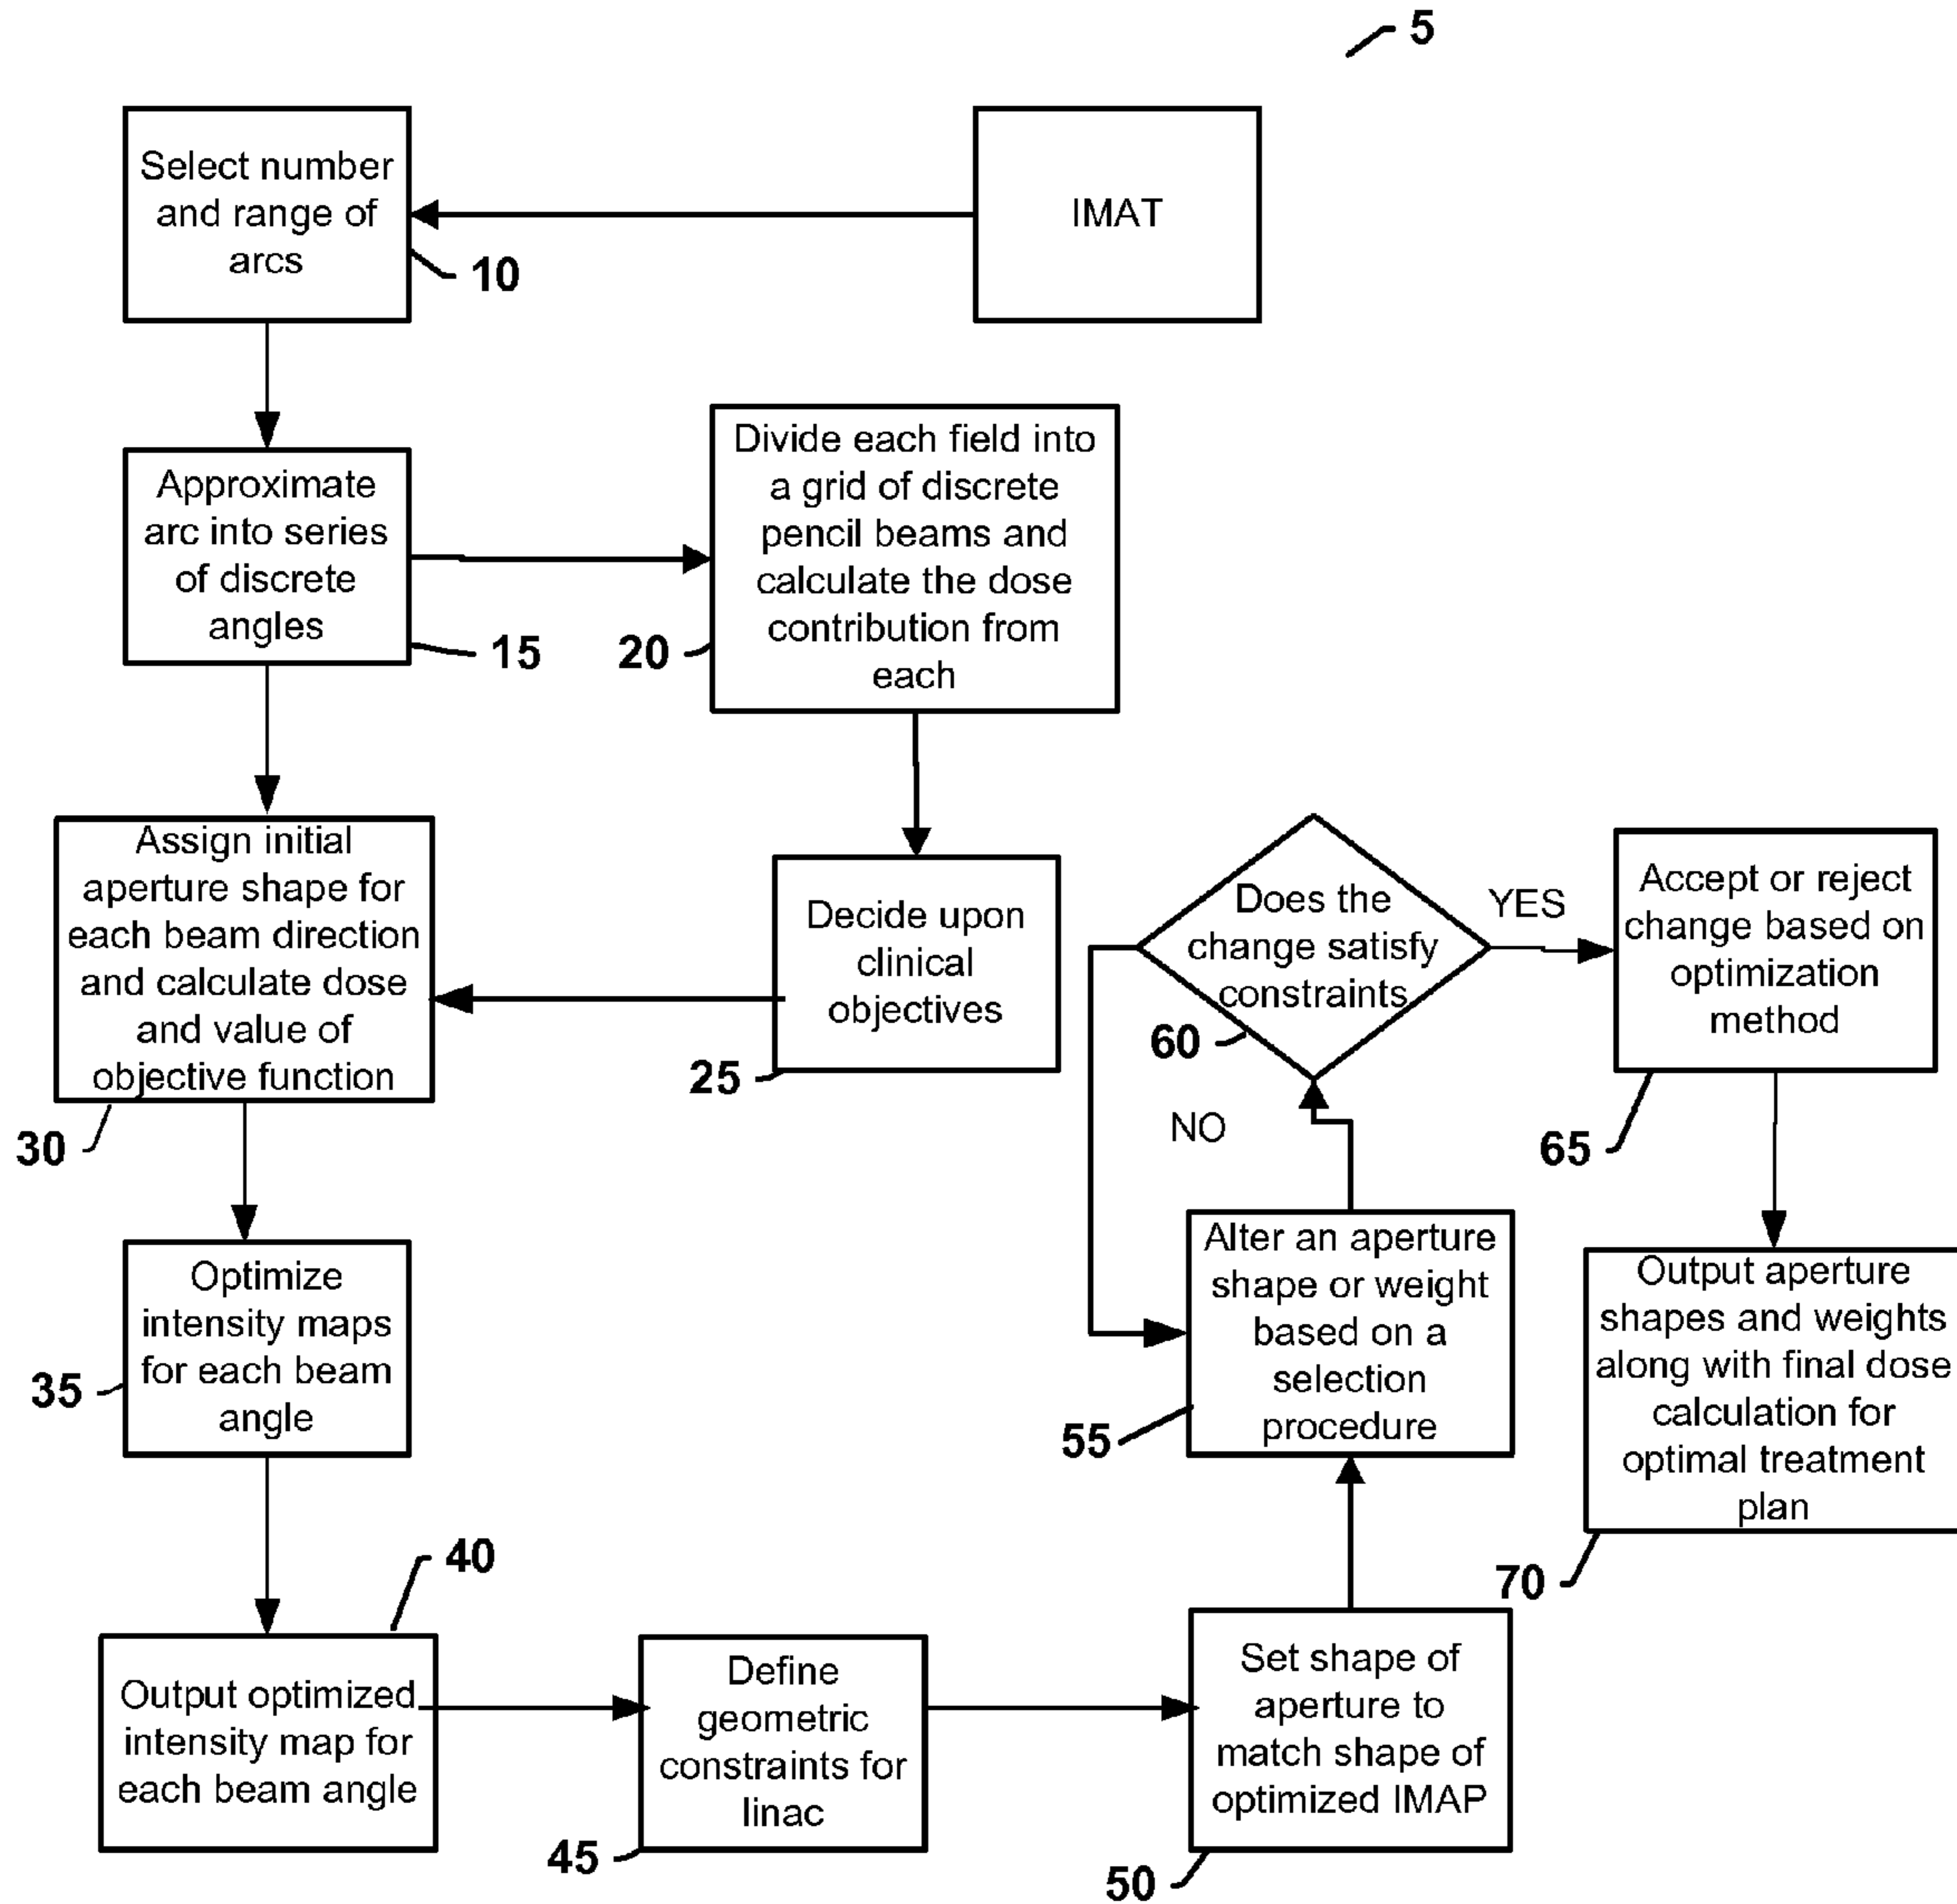 5
Select number
and range of
arcs
10
IMAT
Approximate
arc into series
of discrete
angles
15
Divide each field into
a grid of discrete
pencil beams and
calculate the dose
contribution from
each
20
Decide upon
clinical
objectives
25
Assign initial
aperture shape for
each beam direction
and calculate dose
and value of
objective function
30
Optimize
intensity maps
for each beam
angle
35
Output optimized
intensity map for
each beam angle
40
Define
geometric
constraints for
linac
45
Set shape of
aperture to
match shape of
optimized IMAP
50
Alter an aperture
shape or weight
based on a
selection
procedure
55
Does the
change satisfy
constraints
60
NO
YES
Accept or reject
change based on
optimization
method
65
Output aperture
shapes and weights
along with final dose
calculation for
optimal treatment
plan
70